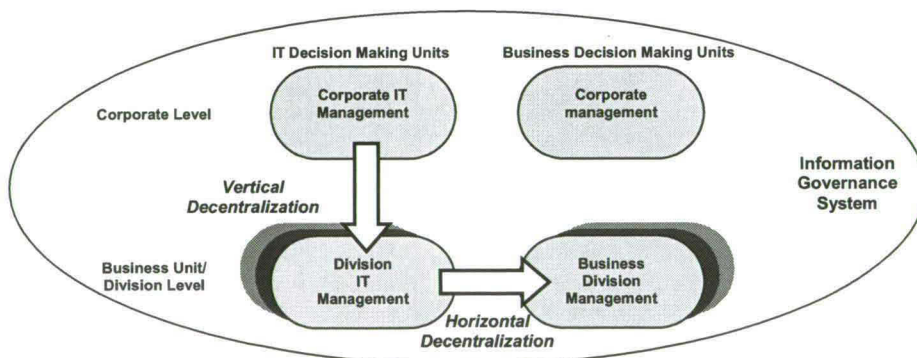 IT Decision Making Units
Business Decision Making Units
Corporate Level
Corporate IT
Management
Corporate
management
Vertical
Decentralization
Information
Governance
System
Business Unit/
Division Level
Division
IT
Management
Business
Division
Management
Horizontal
Decentralization